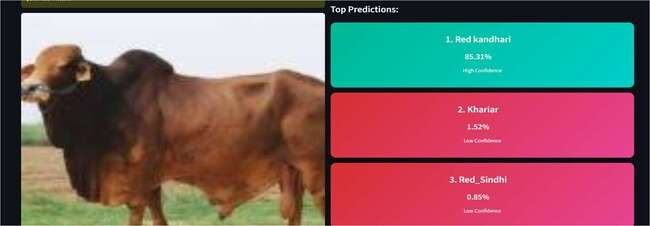 Top Predictions:
1. Red kandhari
85.31%
High Confidence
2. Khariar
1.52%
Low Confidence
3. Red_Sindhi
0.85%
Low Confidence